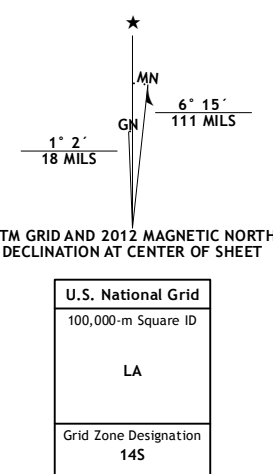 ★
MN
6° 15´
111 MILS
GN
1° 2´
18 MILS
TM GRID AND 2012 MAGNETIC NORTH
DECLINATION AT CENTER OF SHEET
U.S. National Grid
100,000-m Square ID
LA
Grid Zone Designation
14S